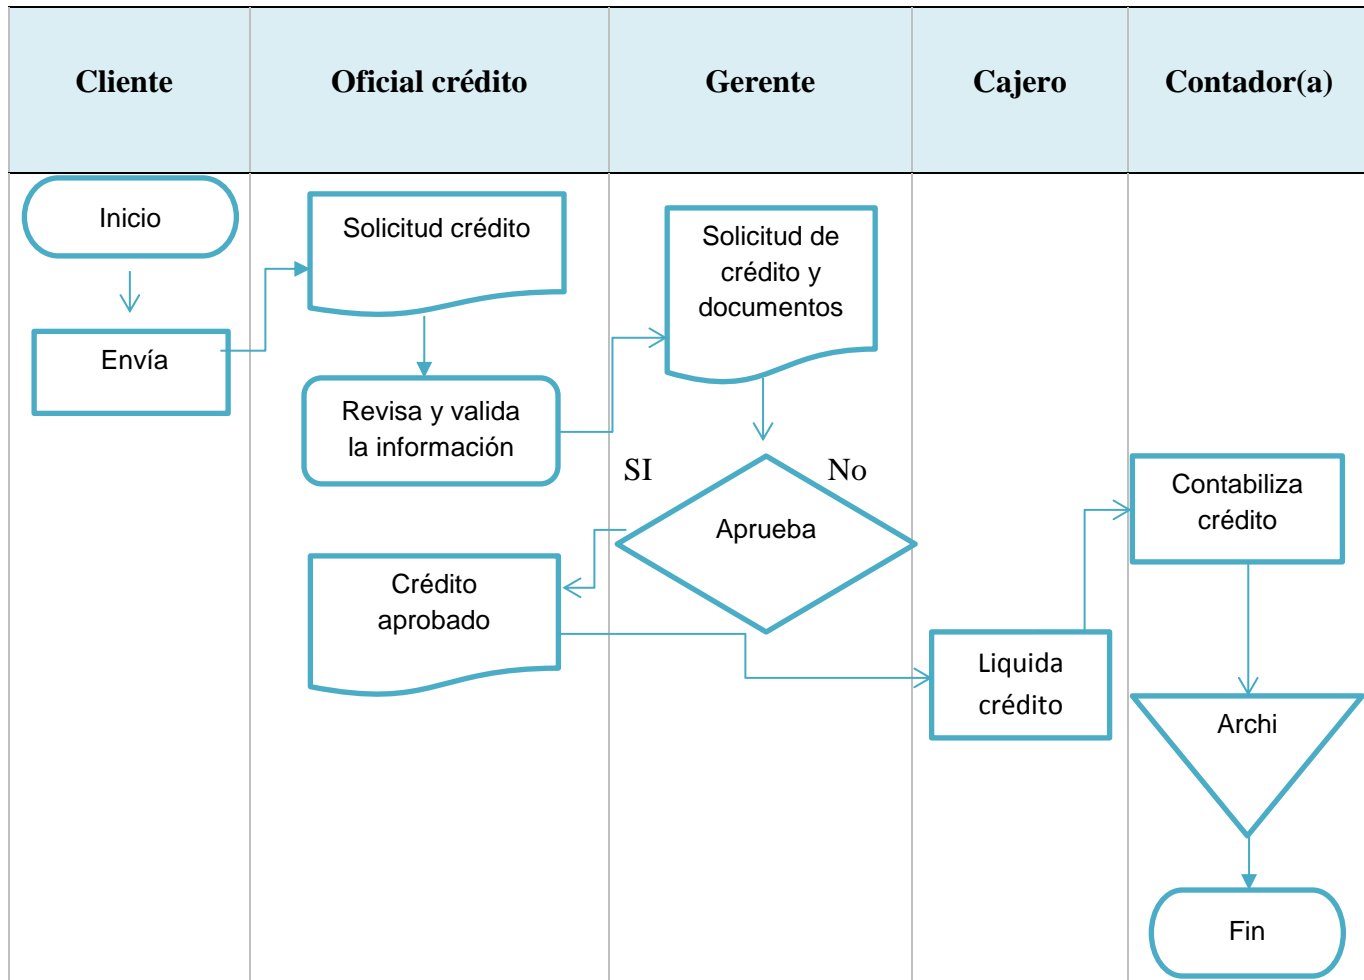 Cliente
Oficial crédito
Gerente
Cajero
Contador(a)
Inicio
Envía
Solicitud crédito
Revisa y valida
la información
Solicitud de
crédito y
documentos
SI
No
Aprueba
Crédito
aprobado
Liquida
crédito
Contabiliza
crédito
Archi
Fin